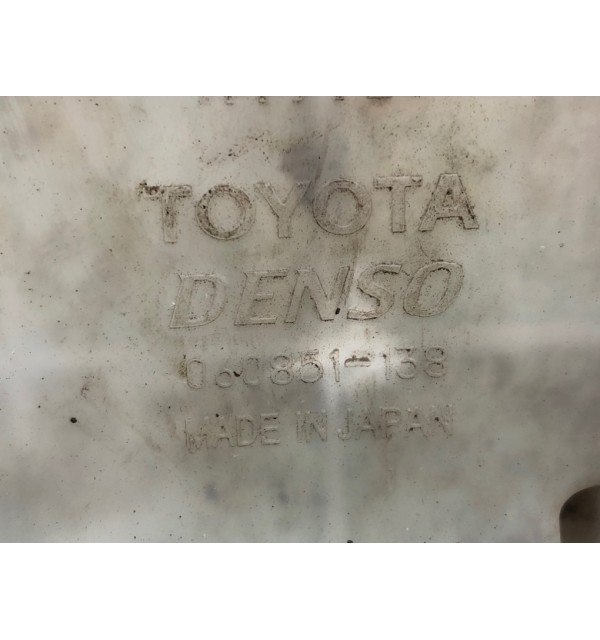 TOYOTA
DENSO
060851-138
MADE IN JAPAN